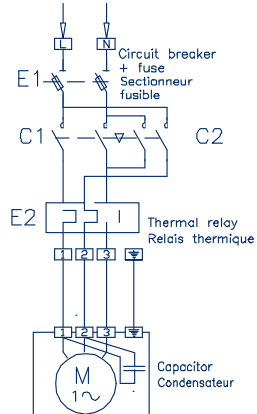 L N
Circuit breaker
+ fuse
E1
Sectionneur
fusible
C1 C2
E2
Thermal relay
Relais thermique
1 2 3
1 2 3
M
1~
Capacitor
Condensateur